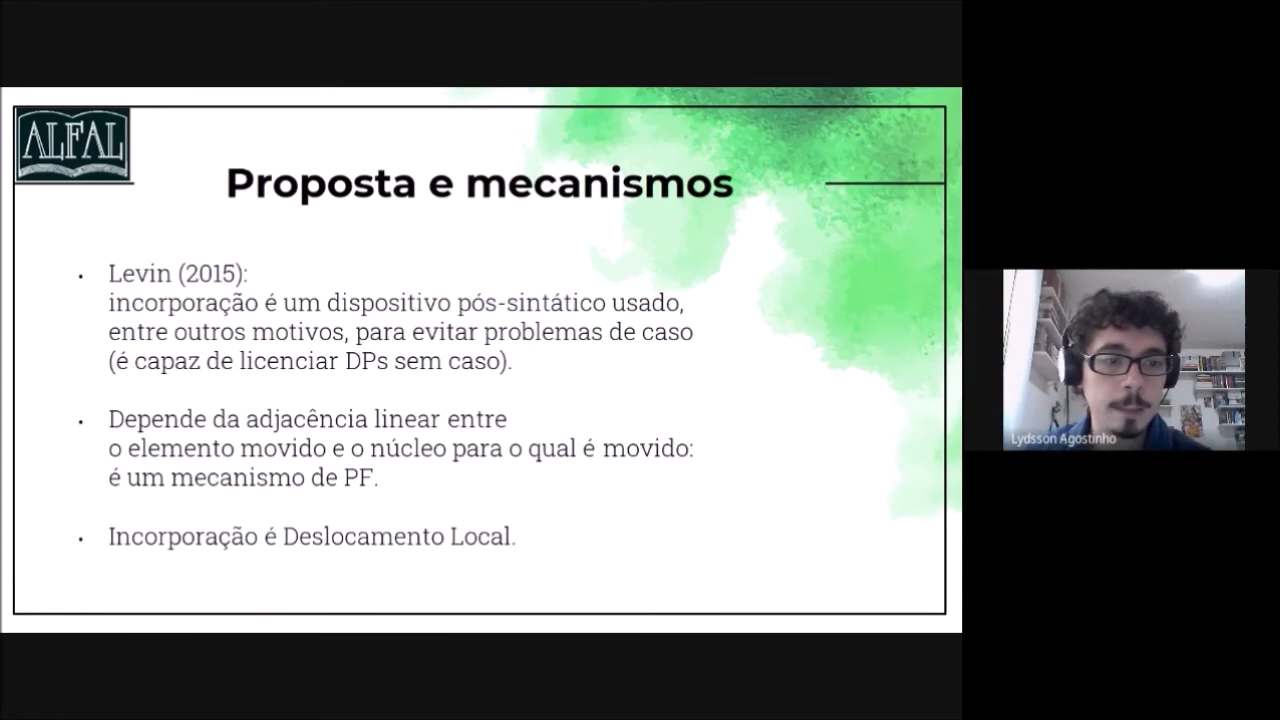 ALFAL
Proposta e mecanismos
• Levin (2015):
incorporação é um dispositivo pós-sintático usado,
entre outros motivos, para evitar problemas de caso
(é capaz de licenciar DPs sem caso).
• Depende da adjacência linear entre
o elemento movido e o núcleo para o qual é movido:
é um mecanismo de PF.
• Incorporação é Deslocamento Local.
Lydsson Agostinho